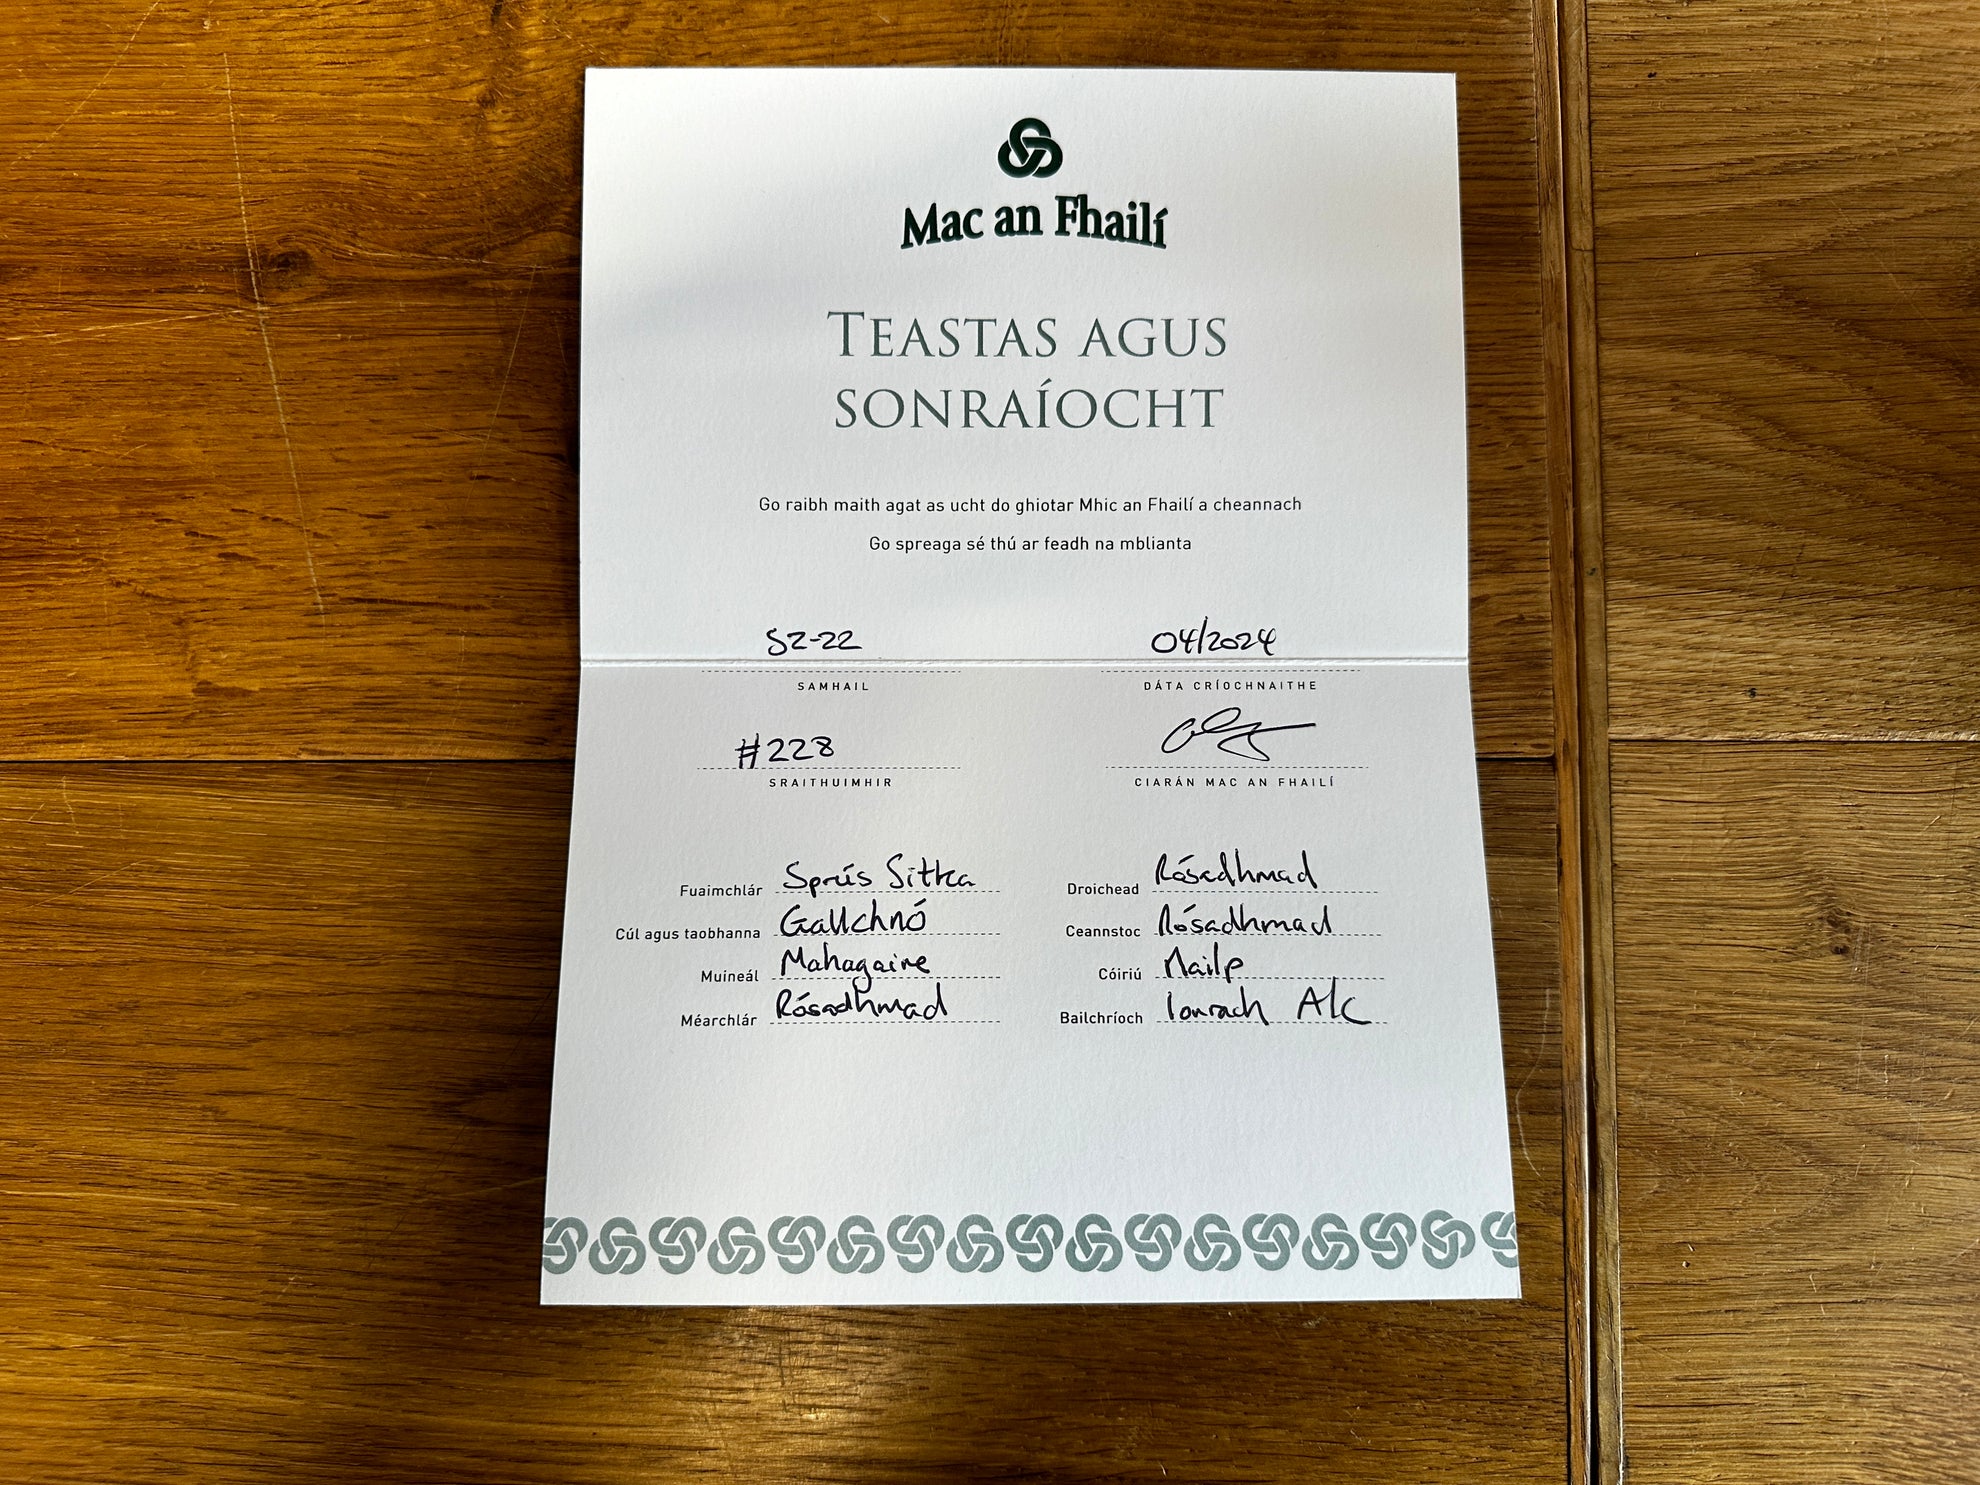 Mac an Fhailí
TEASTAS AGUS
SONRAÍOCHT
Go raibh maith agat as ucht do ghiotar Mhic an Fhailí a cheannach
Go spreaga sé thú ar feadh na mblianta
SZ-22
SAMHAIL
04/2024
DÁTA CRÍOCHNAITHE
#228
SRAITHUIMHIR
CIARÁN MAC AN FHAILÍ
Fuaimchlár Sprús Sitka
Cúl agus taobhanna Gallchnó
Muineál Mahagaine
Méarchlár Rósadhmad
Droichead Rósadhmad
Ceannstoc Rósadhmad
Cóiriú Mailp
Bailchríoch Ionrach Alc